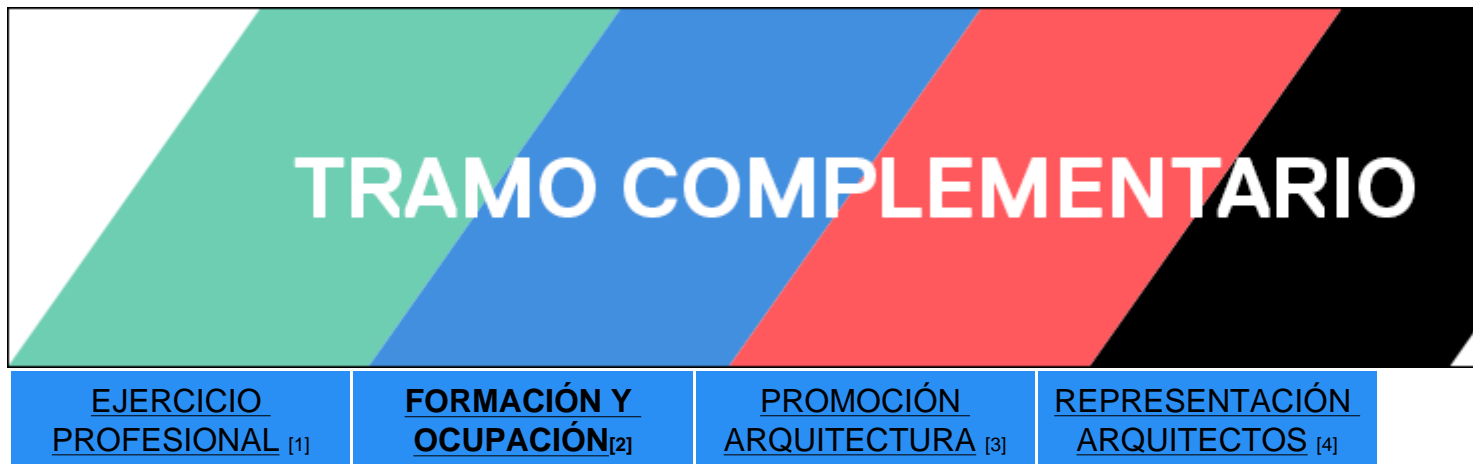 TRAMO COMPLEMENTARIO
EJERCICIO
PROFESIONAL [1]
FORMACIÓN Y
OCUPACIÓN[2]
PROMOCIÓN
ARQUITECTURA [3]
REPRESENTACIÓN
ARQUITECTOS [4]